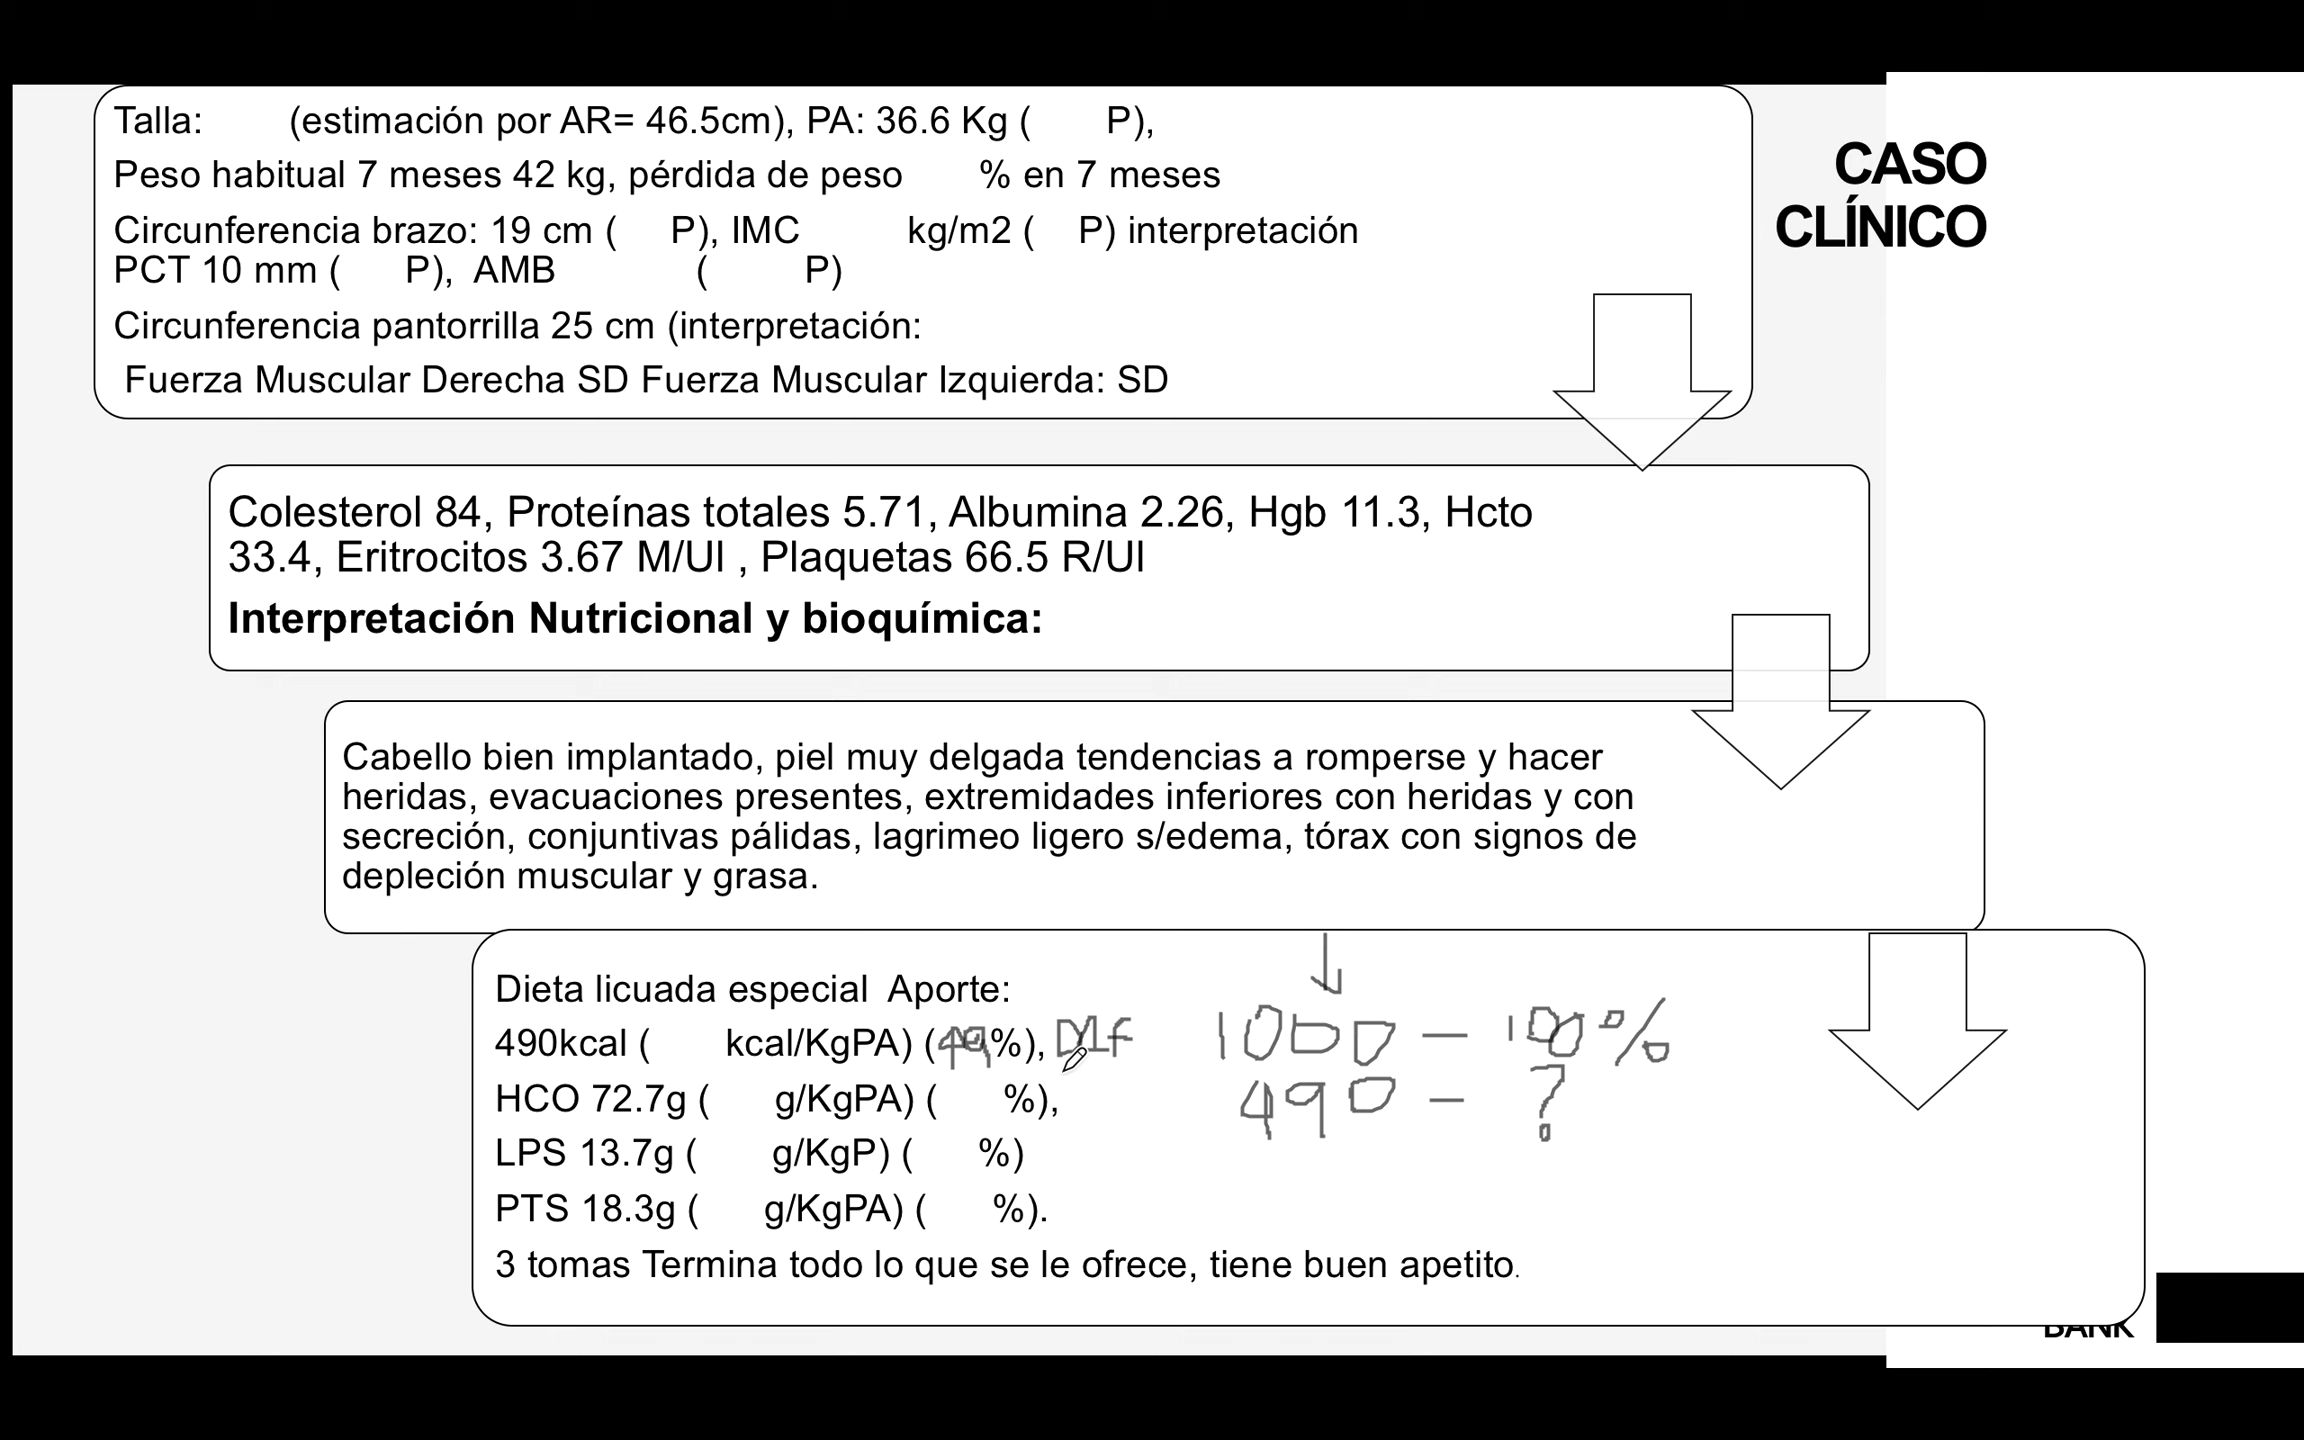 Talla: (estimación por AR= 46.5cm), PA: 36.6 Kg ( P),
Peso habitual 7 meses 42 kg, pérdida de peso % en 7 meses
Circunferencia brazo: 19 cm ( P), IMC kg/m2 ( P) interpretación
PCT 10 mm ( P), AMB ( P)
Circunferencia pantorrilla 25 cm (interpretación:
Fuerza Muscular Derecha SD Fuerza Muscular Izquierda: SD
CASO
CLÍNICO
Colesterol 84, Proteínas totales 5.71, Albumina 2.26, Hgb 11.3, Hcto
33.4, Eritrocitos 3.67 M/Ul , Plaquetas 66.5 R/Ul
Interpretación Nutricional y bioquímica:
Cabello bien implantado, piel muy delgada tendencias a romperse y hacer
heridas, evacuaciones presentes, extremidades inferiores con heridas y con
secreción, conjuntivas pálidas, lagrimeo ligero s/edema, tórax con signos de
depleción muscular y grasa.
Dieta licuada especial Aporte:
490kcal ( kcal/KgPA) (49%), 1000 — 100%
HCO 72.7g ( g/KgPA) ( %), 490 — ?
LPS 13.7g ( g/KgP) ( %)
PTS 18.3g ( g/KgPA) ( %).
3 tomas Termina todo lo que se le ofrece, tiene buen apetito.
BANK